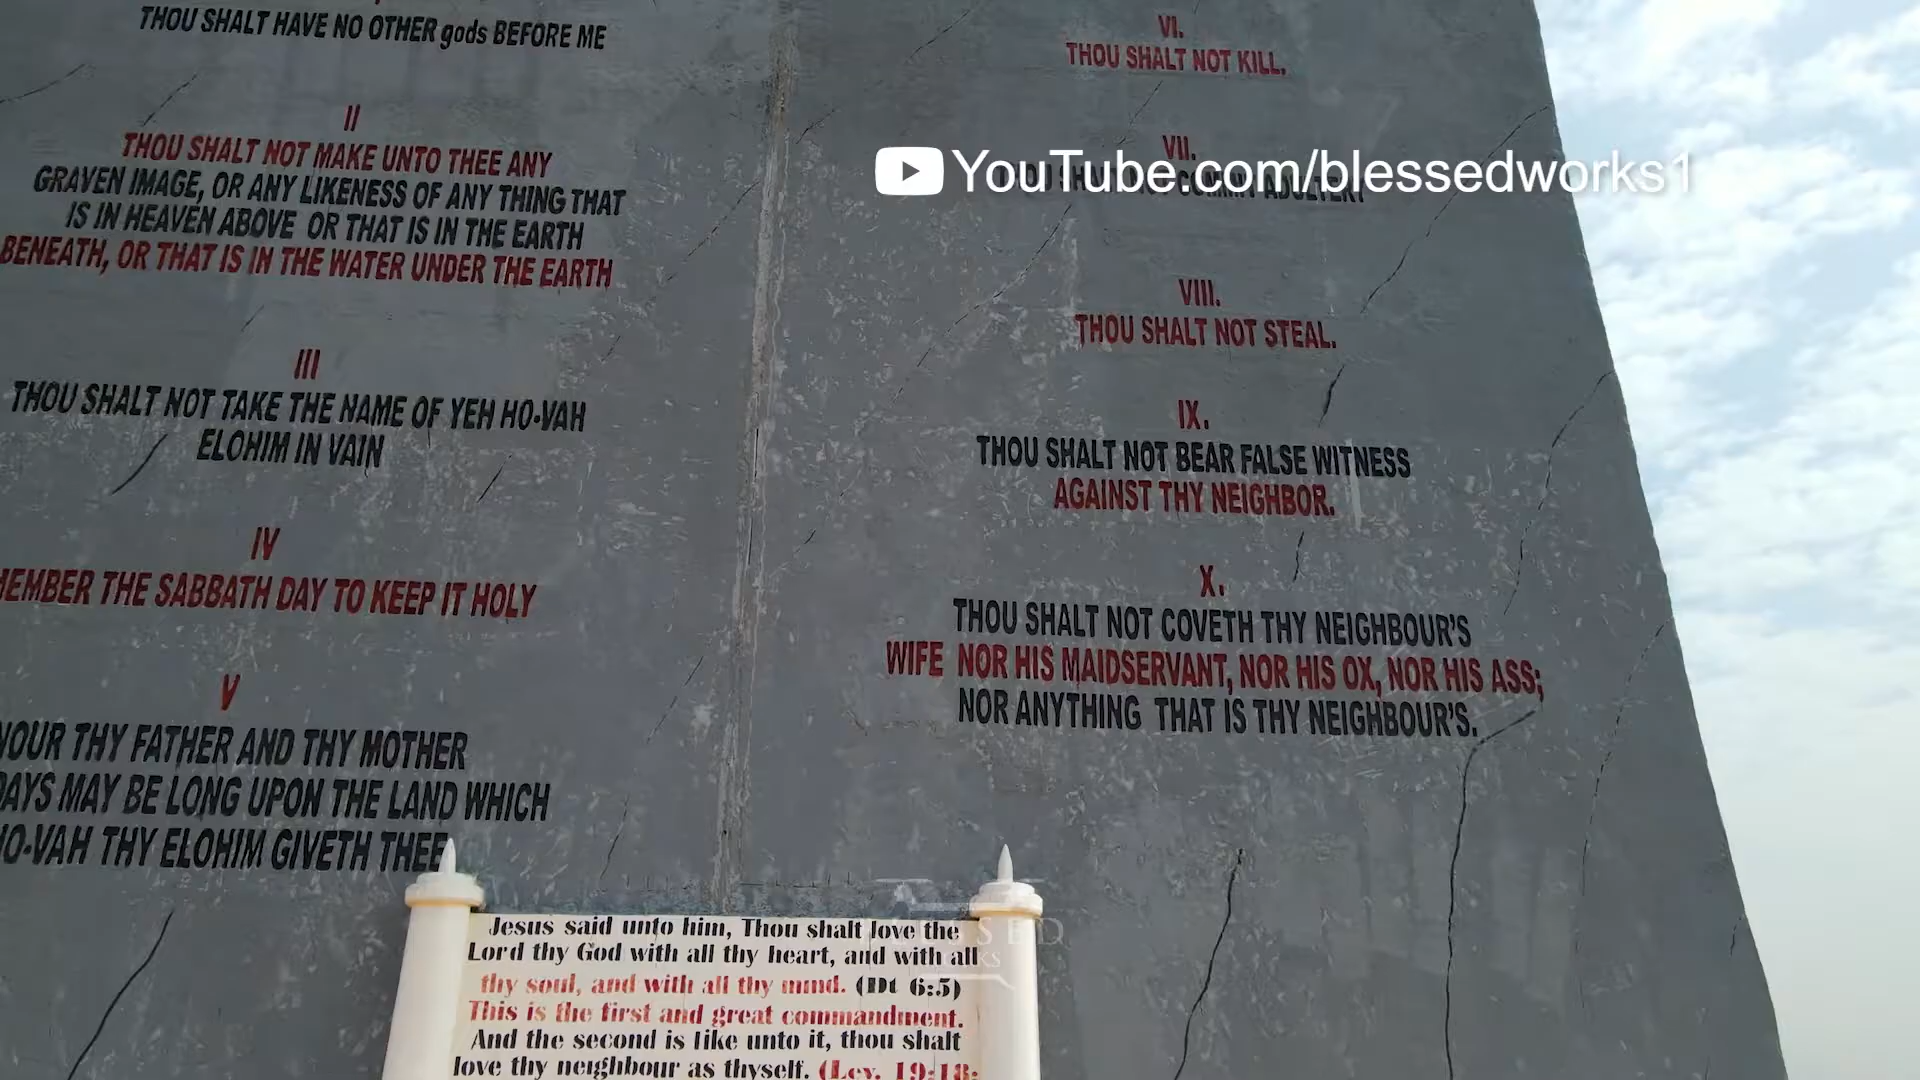 THOU SHALT HAVE NO OTHER gods BEFORE ME
II
THOU SHALT NOT MAKE UNTO THEE ANY
GRAVEN IMAGE, OR ANY LIKENESS OF ANY THING THAT
IS IN HEAVEN ABOVE OR THAT IS IN THE EARTH
BENEATH, OR THAT IS IN THE WATER UNDER THE EARTH
III
THOU SHALT NOT TAKE THE NAME OF YEH HO-VAH
ELOHIM IN VAIN
IV
MEMBER THE SABBATH DAY TO KEEP IT HOLY
V
NOUR THY FATHER AND THY MOTHER
DAYS MAY BE LONG UPON THE LAND WHICH
HO-VAH THY ELOHIM GIVETH THEE
VI.
THOU SHALT NOT KILL.
VII.
YouTube.com/blessedworks1
THOU SHALT NOT COMMIT ADULTERY
VIII.
THOU SHALT NOT STEAL.
IX.
THOU SHALT NOT BEAR FALSE WITNESS
AGAINST THY NEIGHBOR.
X.
THOU SHALT NOT COVETH THY NEIGHBOUR'S
WIFE NOR HIS MAIDSERVANT, NOR HIS OX, NOR HIS ASS;
NOR ANYTHING THAT IS THY NEIGHBOUR'S.
Jesus said unto him, Thou shalt love the
Lord thy God with all thy heart, and with all
thy soul, and with all thy mind. (Dt 6:5)
This is the first and great commandment.
And the second is like unto it, thou shalt
love thy neighbour as thyself. (Lev. 19:18;
BLESSED